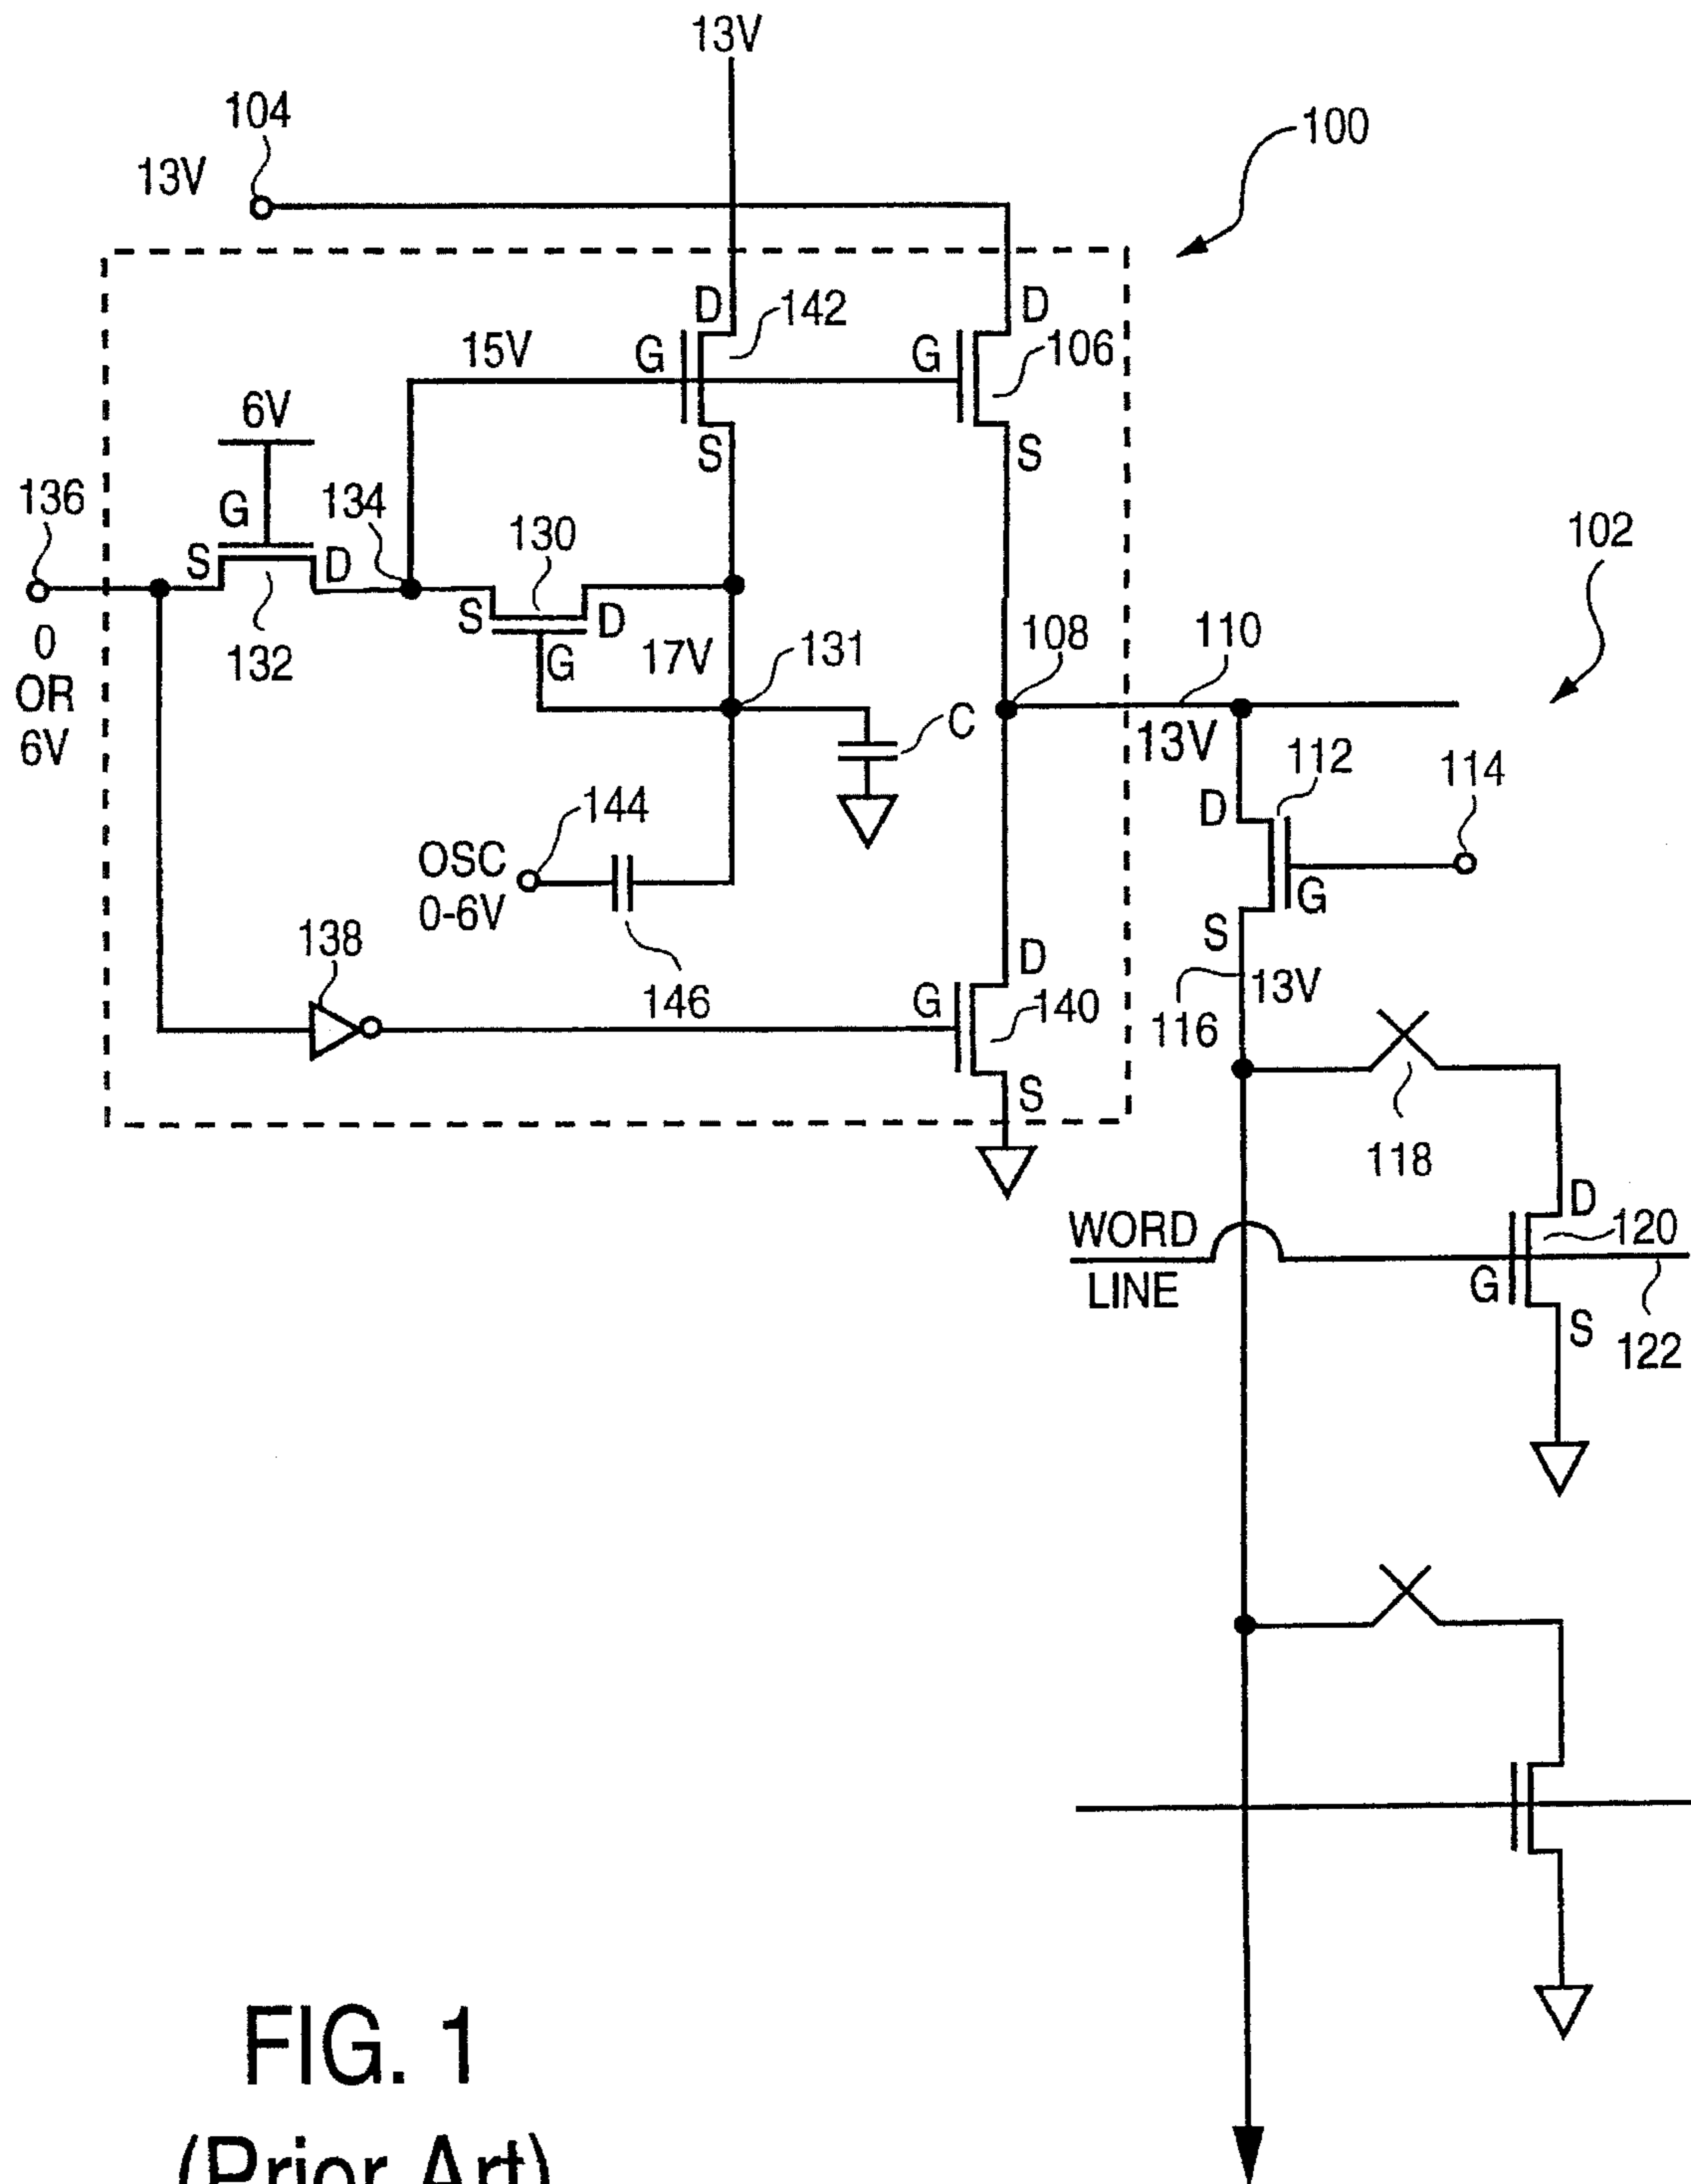 13V
104
13V
100
D
142
D
15V
G
G
106
6V
S
S
136
G
134
130
102
S
D
S
D
0
132
G
17V
131
108
110
OR
C
13V
6V
112
114
144
D
OSC
0-6V
G
138
S
D
13V
146
G
140
116
S
118
D
WORD
120
LINE
G
S
122
FIG. 1
(Prior Art)